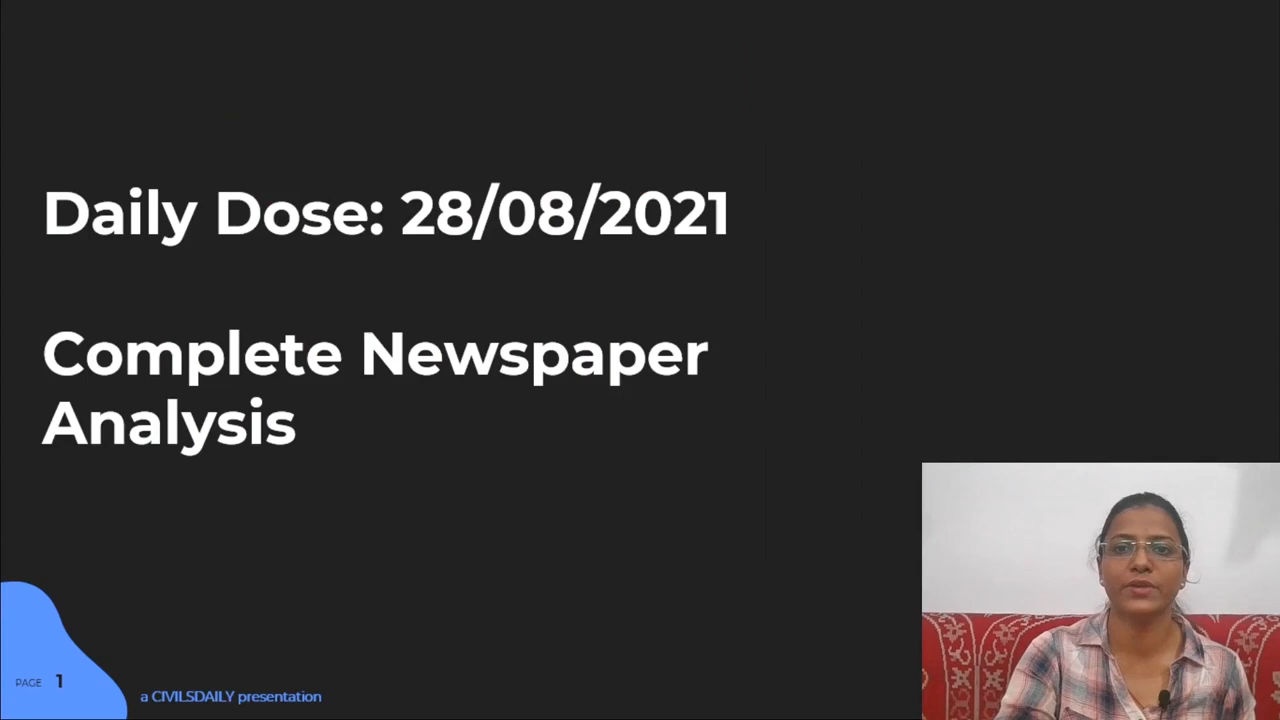 Daily Dose: 28/08/2021
Complete Newspaper
Analysis
PAGE 1
a CIVILSDAILY presentation